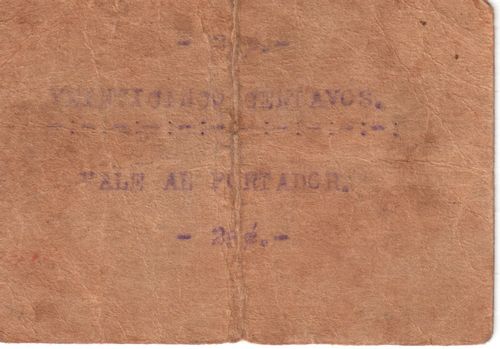 VEINTICINCO CENTAVOS.
-:-:-:-:-:-:-:-:-:-:-:
VALE AL PORTADOR.
- 25¢.-